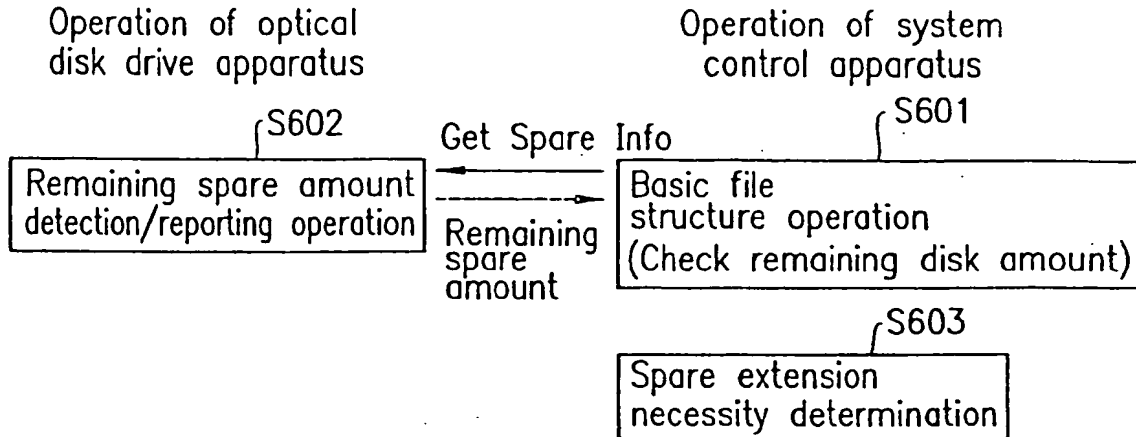 Operation of optical
disk drive apparatus
Operation of system
control apparatus
S602
Get Spare Info
S601
Remaining spare amount
detection/reporting operation
Remaining
spare
amount
Basic file
structure operation
(Check remaining disk amount)
S603
Spare extension
necessity determination